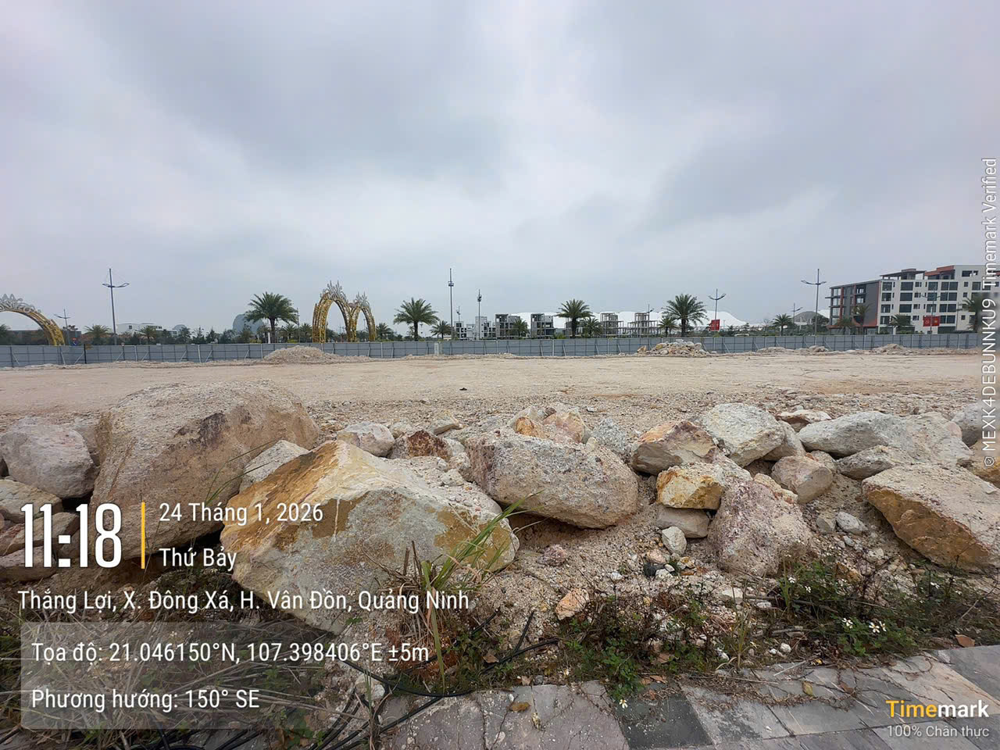 11:18
24 Tháng 1, 2026
Thứ Bảy
Thắng Lợi, X. Đông Xá, H. Vân Đồn, Quảng Ninh
Tọa độ: 21.046150°N, 107.398406°E ±5m
Phương hướng: 150° SE
Timemark
100% Chân thực
© MEXK4DEBUNNKU9 Timemark Verified